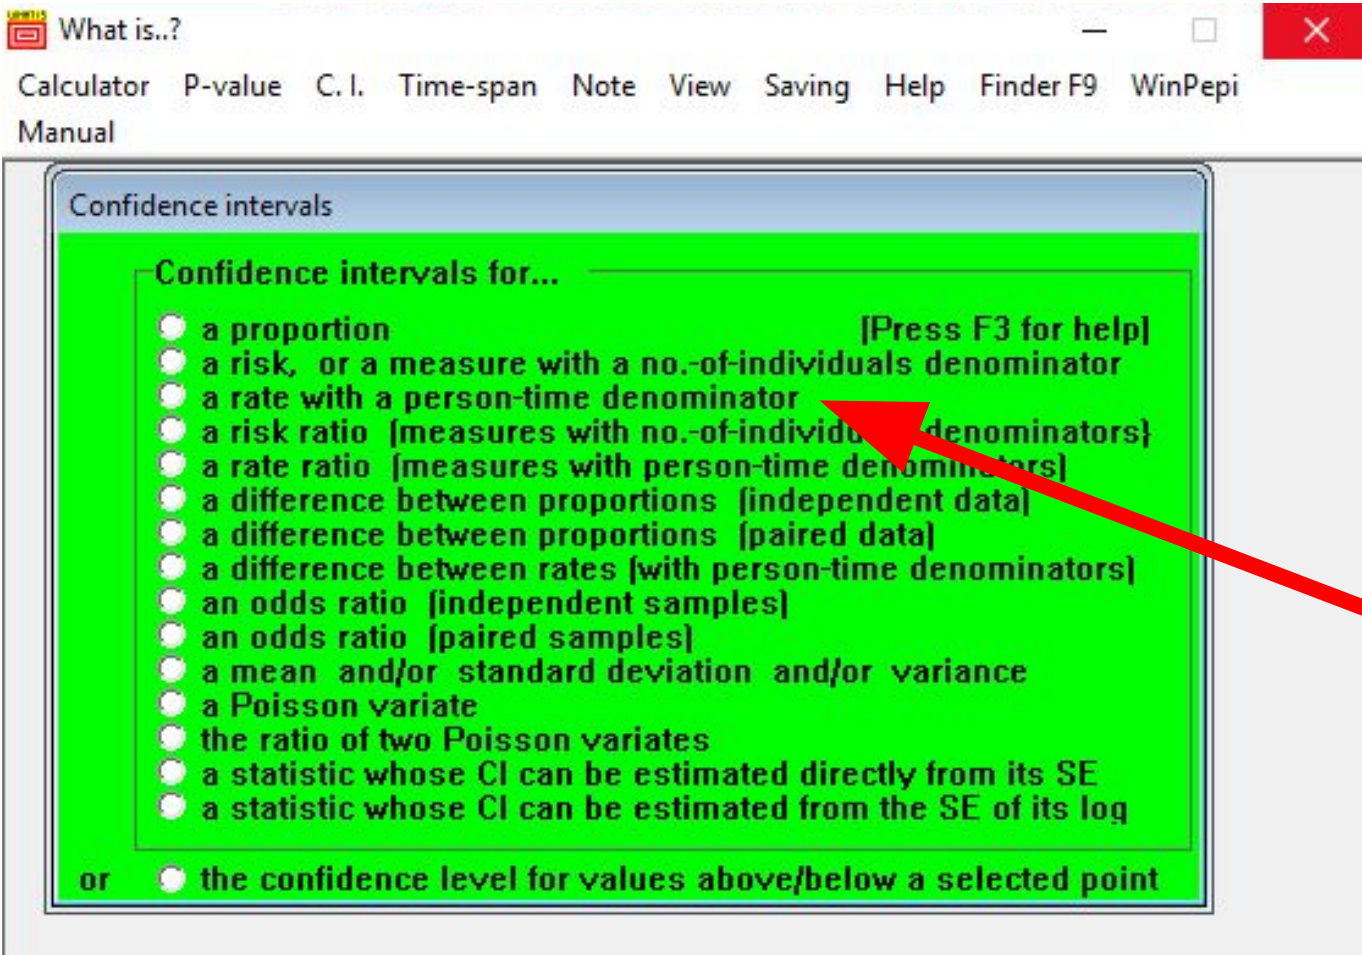 What is..?
Calculator P-value C. I. Time-span Note View Saving Help Finder F9 WinPepi
Manual
Confidence intervals
Confidence intervals for...
a proportion (Press F3 for help)
a risk, or a measure with a no.-of-individuals denominator
a rate with a person-time denominator
a risk ratio (measures with no.-of-individu denominators}
a rate ratio (measures with person-time denominators)
a difference between proportions (independent data)
a difference between proportions (paired data)
a difference between rates (with person-time denominators)
an odds ratio (independent samples)
an odds ratio (paired samples)
a mean and/or standard deviation and/or variance
a Poisson variate
the ratio of two Poisson variates
a statistic whose CI can be estimated directly from its SE
a statistic whose CI can be estimated from the SE of its log
or the confidence level for values above/below a selected point